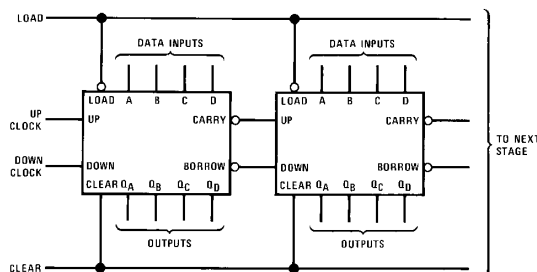 LOAD
DATA INPUTS
DATA INPUTS
LOAD A B C D
LOAD A B C D
UP CLOCK
UP
CARRY
UP
CARRY
DOWN CLOCK
DOWN
BORROW
DOWN
BORROW
TO NEXT STAGE
CLEAR QA QB QC QD
CLEAR QA QB QC QD
OUTPUTS
OUTPUTS
CLEAR